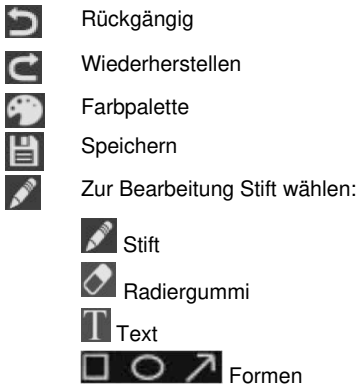 Rückgängig
Wiederherstellen
Farbpalette
Speichern
Zur Bearbeitung Stift wählen:
Stift
Radiergummi
T Text
Formen